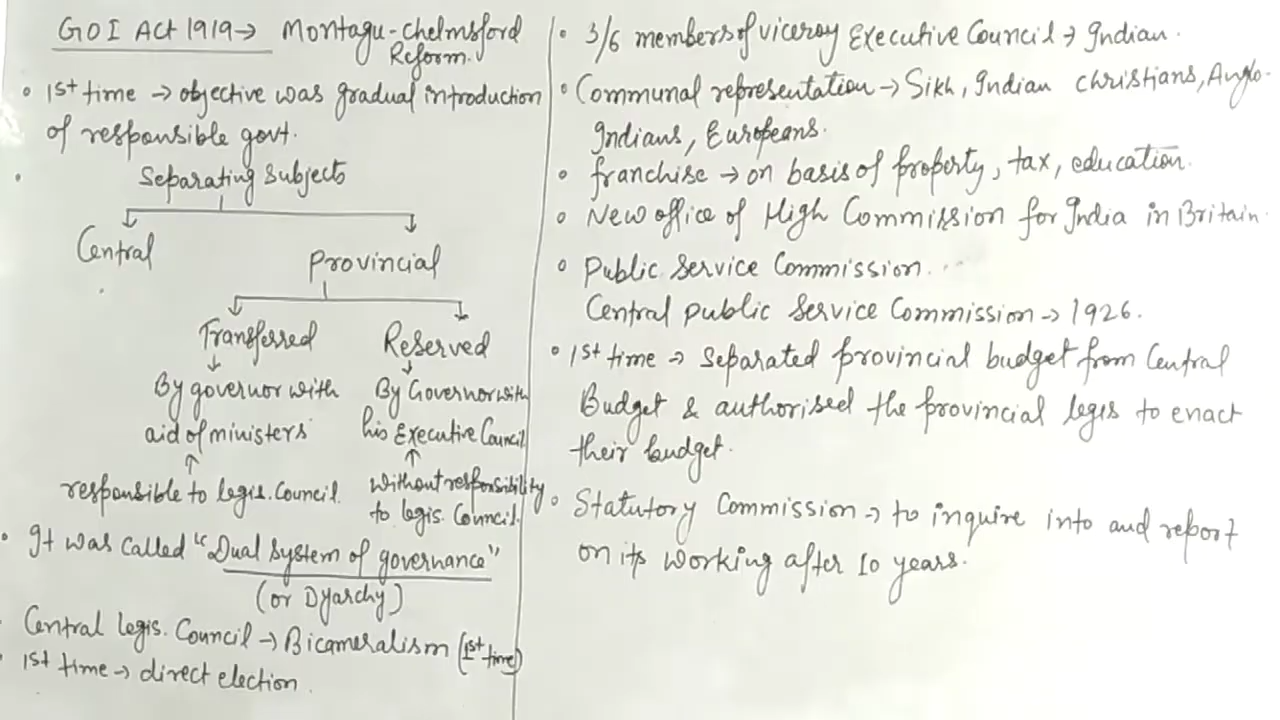 GOI Act 1919 → Montagu-Chelmsford
Reform.
• 1st time → objective was gradual introduction
of responsible govt.
• Separating Subjects
Central
Provincial
Transferred Reserved
By governor with
aid of ministers
responsible to legis. Council.
By Governor with
his Executive Council
without responsibility
to legis. Council.
• It was called "Dual System of governance"
(or Dyarchy)
• Central legis. Council → Bicameralism (1st time)
• 1st time → direct election.
• 3/6 members of viceroy Executive Council → Indian.
• Communal representation → Sikh, Indian christians, Anglo-
Indians, Europeans.
• franchise → on basis of property, tax, education.
• New office of High Commission for India in Britain.
• Public Service Commission.
Central public Service Commission → 1926.
• 1st time → Separated provincial budget from Central
Budget & authorised the provincial legis to enact
their budget.
• Statutory Commission → to inquire into and report
on its working after 10 years.